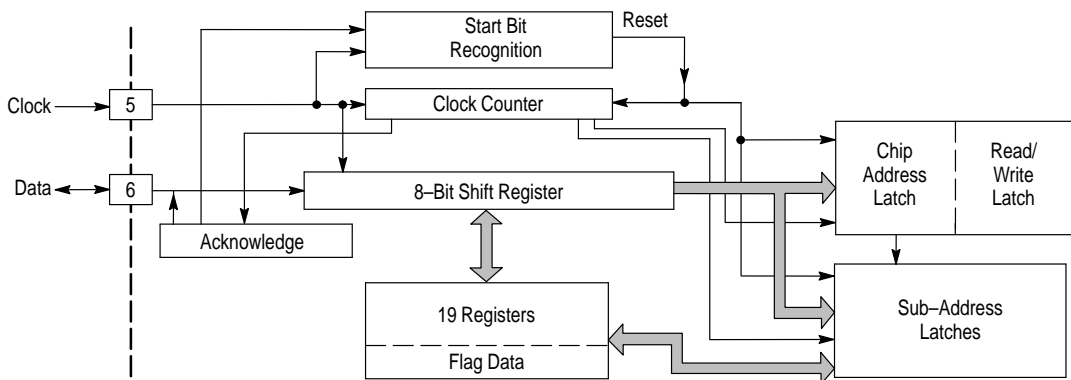 Start Bit
Recognition
Reset
Clock
5
Clock Counter
Chip
Address
Latch
Read/
Write
Latch
Data
6
8–Bit Shift Register
Acknowledge
19 Registers
Flag Data
Sub–Address
Latches